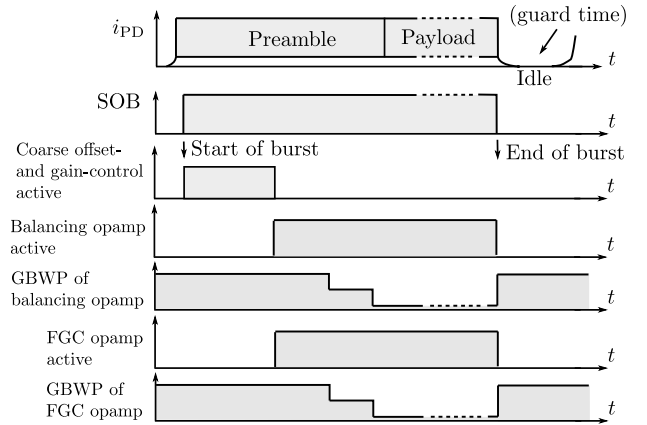 (guard time)
iPD
Preamble
Payload
t
Idle
SOB
t
Start of burst
End of burst
Coarse offset-
and gain-control
active
t
Balancing opamp
active
t
GBWP of
balancing opamp
t
FGC opamp
active
t
GBWP of
FGC opamp
t